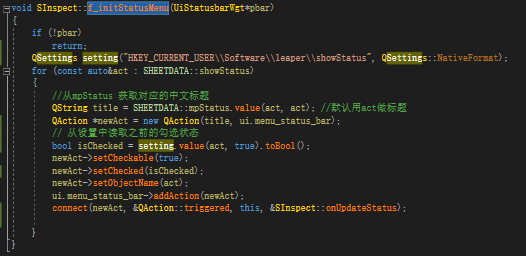 void SInspect::f_initStatusMenu(UiStatusbarWgt*pbar)
{
if (!pbar)
return;
QSettings setting("HKEY_CURRENT_USER\\Software\\leaper\\showStatus", QSettings::NativeFormat);
for (const auto&act : SHEETDATA::showStatus)
{
//从mpStatus 获取对应的中文标题
QString title = SHEETDATA::mpStatus.value(act, act); //默认用act做标题
QAction *newAct = new QAction(title, ui.menu_status_bar);
// 从设置中读取之前的勾选状态
bool isChecked = setting.value(act, true).toBool();
newAct->setCheckable(true);
newAct->setChecked(isChecked);
newAct->setObjectName(act);
ui.menu_status_bar->addAction(newAct);
connect(newAct, &QAction::triggered, this, &SInspect::onUpdateStatus);
}
}